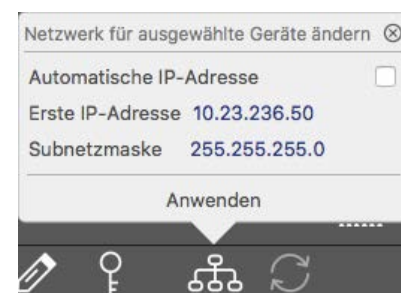 Netzwerk für ausgewählte Geräte ändern
Automatische IP-Adresse
Erste IP-Adresse 10.23.236.50
Subnetzmaske 255.255.255.0
Anwenden